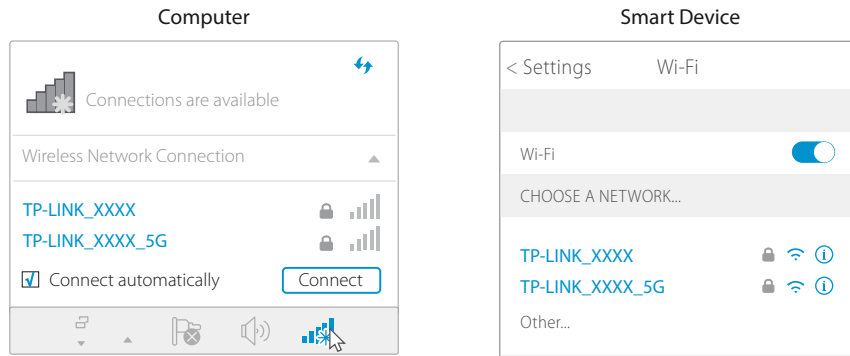 Computer
Connections are available
Wireless Network Connection
TP-LINK_XXXX
TP-LINK_XXXX_5G
Connect automatically
Connect
Smart Device
< Settings
Wi-Fi
Wi-Fi
CHOOSE A NETWORK...
TP-LINK_XXXX
TP-LINK_XXXX_5G
Other...